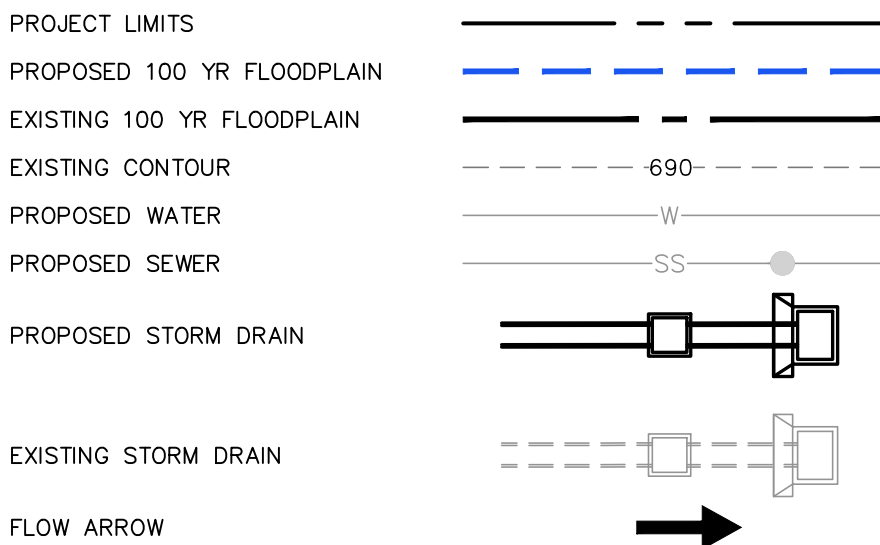 PROJECT LIMITS
PROPOSED 100 YR FLOODPLAIN
EXISTING 100 YR FLOODPLAIN
EXISTING CONTOUR 690
PROPOSED WATER W
PROPOSED SEWER SS
PROPOSED STORM DRAIN
EXISTING STORM DRAIN
FLOW ARROW